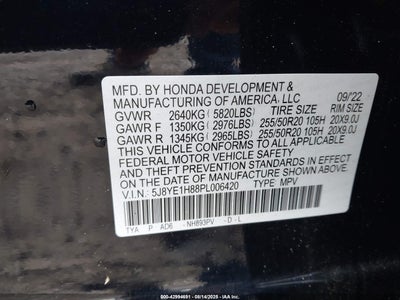 MFD. BY HONDA DEVELOPMENT & 09/'22
MANUFACTURING OF AMERICA, LLC
GVWR 2640KG ( 5820LBS) TIRE SIZE RIM SIZE
GAWR F 1350KG ( 2976LBS) 255/50R20 105H 20X9.0J
GAWR R 1345KG ( 2965LBS) 255/50R20 105H 20X9.0J
THIS VEHICLE CONFORMS TO ALL APPLICABLE
FEDERAL MOTOR VEHICLE SAFETY, BUMPER, AND
THEFT PREVENTION STANDARDS IN EFFECT ON THE
DATE OF MANUFACTURE SHOWN ABOVE.
V.I.N: 5J8YE1H88PL006420 TYPE: MPV
TYA P AD6 NH893PV - D - L
000-42994691 - 08/14/2025 - IAA Inc.